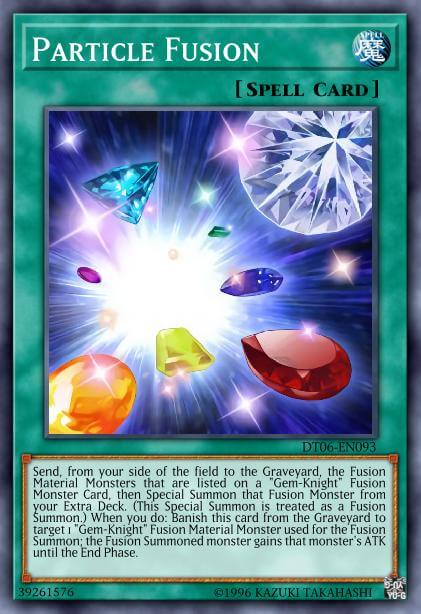 PARTICLE FUSION
SPELL
魔
[SPELL CARD]
DT06-EN093
Send, from your side of the field to the Graveyard, the Fusion
Material Monsters that are listed on a "Gem-Knight" Fusion
Monster Card, then Special Summon that Fusion Monster from
your Extra Deck. (This Special Summon is treated as a Fusion
Summon.) When you do: Banish this card from the Graveyard to
target 1 "Gem-Knight" Fusion Material Monster used for the Fusion
Summon; the Fusion Summoned monster gains that monster's ATK
until the End Phase.
39261576
©1996 KAZUKI TAKAHASHI